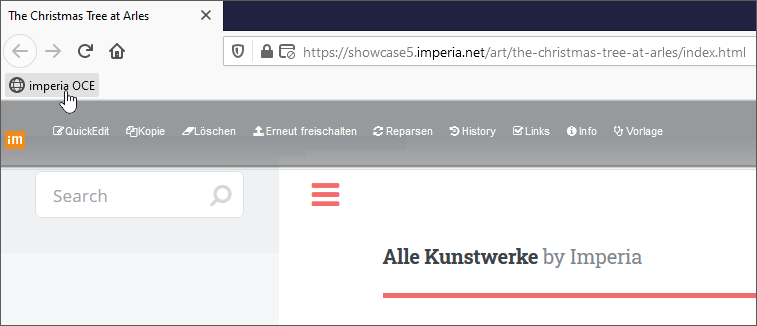 The Christmas Tree at Arles
https://showcase5.imperia.net/art/the-christmas-tree-at-arles/index.html
imperia OCE
im QuickEdit Kopie Löschen Erneut freischalten Reparsen History Links Info Vorlage
Search
Alle Kunstwerke by Imperia